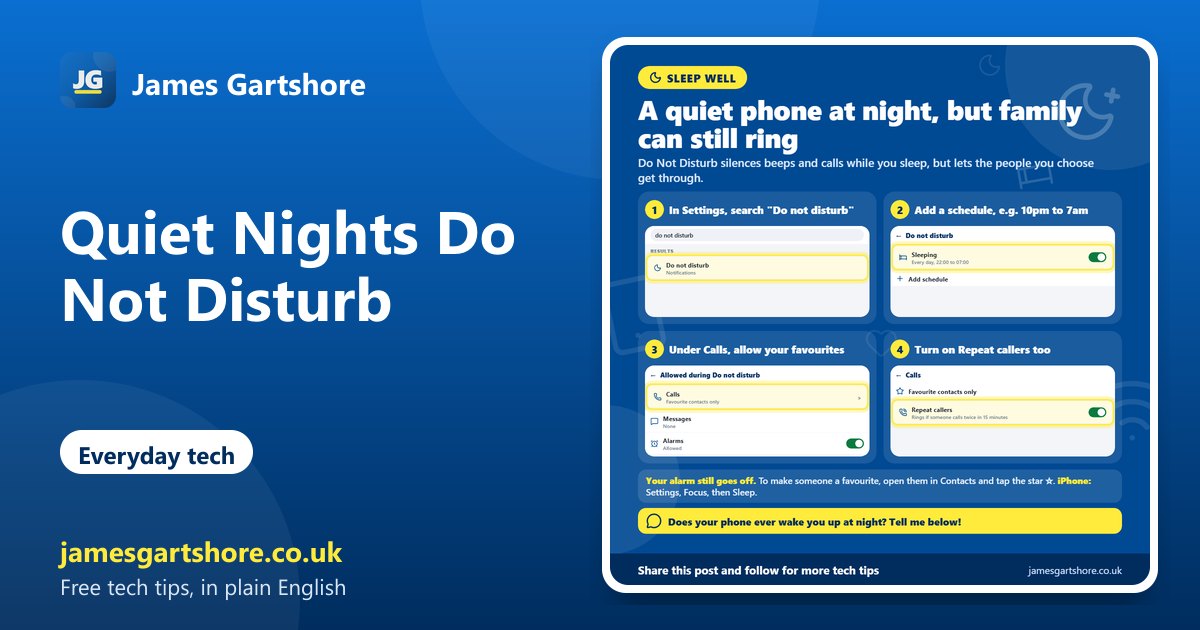 JG
James Gartshore
Quiet Nights Do
Not Disturb
Everyday tech
jamesgartshore.co.uk
Free tech tips, in plain English
SLEEP WELL
A quiet phone at night, but family
can still ring
Do Not Disturb silences beeps and calls while you sleep, but lets the people you choose
get through.
1 In Settings, search "Do not disturb"
do not disturb
RESULTS
Do not disturb
Notifications
2 Add a schedule, e.g. 10pm to 7am
← Do not disturb
Sleeping
Every day, 22:00 to 07:00
+ Add schedule
3 Under Calls, allow your favourites
← Allowed during Do not disturb
Calls
Favourite contacts only
Messages
None
Alarms
Allowed
4 Turn on Repeat callers too
← Calls
Favourite contacts only
Repeat callers
Rings if someone calls twice in 15 minutes
Your alarm still goes off. To make someone a favourite, open them in Contacts and tap the star ☆. iPhone:
Settings, Focus, then Sleep.
Does your phone ever wake you up at night? Tell me below!
Share this post and follow for more tech tips
jamesgartshore.co.uk